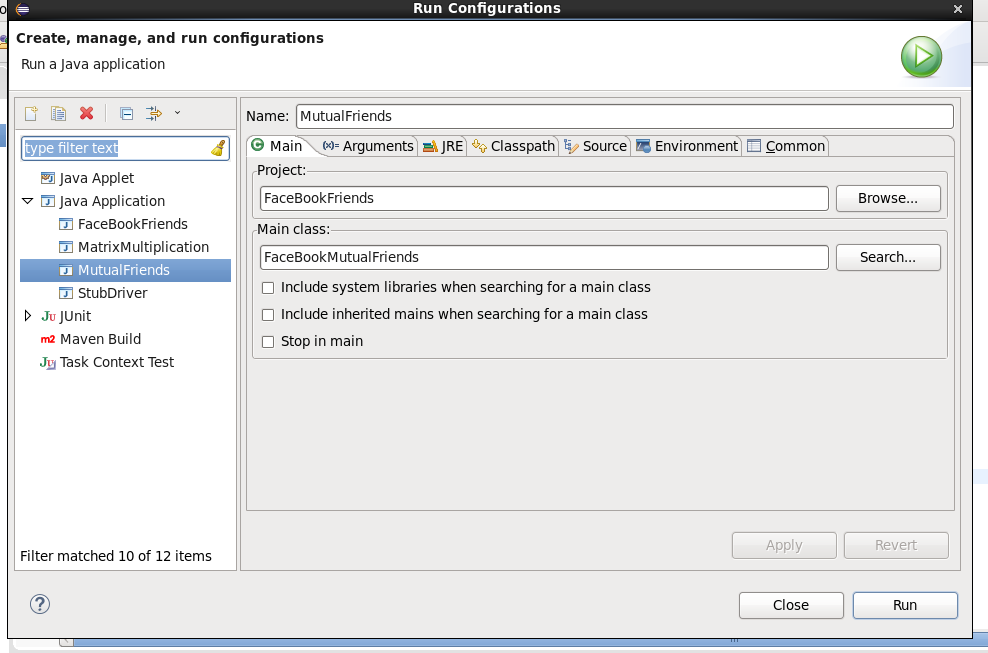 Run Configurations
Create, manage, and run configurations
Run a Java application
type filter text
Java Applet
Java Application
FaceBookFriends
MatrixMultiplication
MutualFriends
StubDriver
JUnit
Maven Build
Task Context Test
Filter matched 10 of 12 items
Name: MutualFriends
Main (x)= Arguments JRE Classpath Source Environment Common
Project:
FaceBookFriends Browse...
Main class:
FaceBookMutualFriends Search...
Include system libraries when searching for a main class
Include inherited mains when searching for a main class
Stop in main
Apply Revert
Close Run